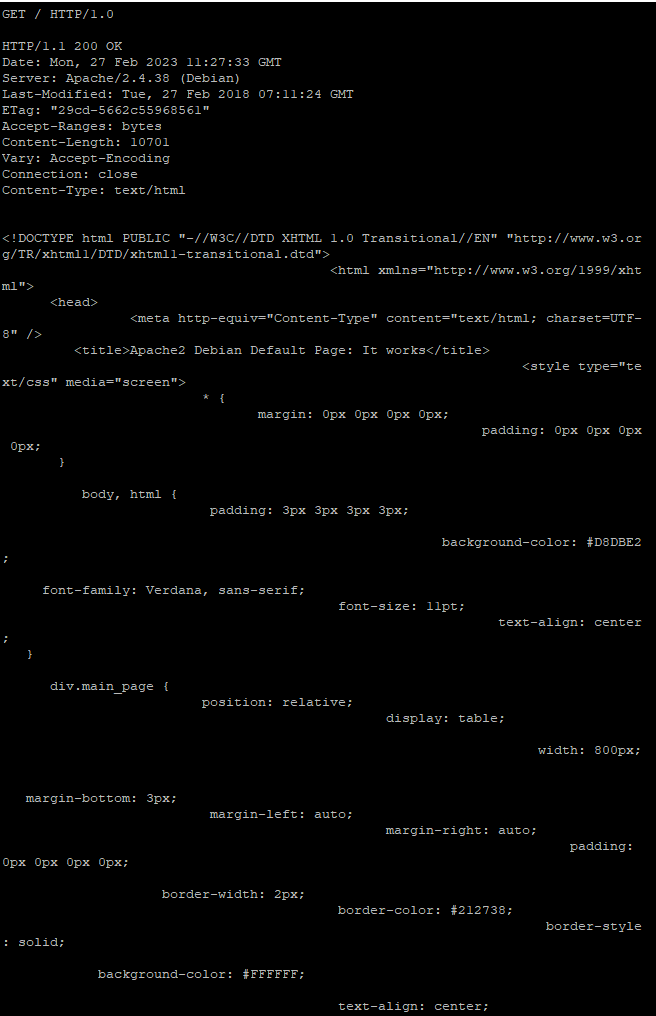 GET / HTTP/1.0
HTTP/1.1 200 OK
Date: Mon, 27 Feb 2023 11:27:33 GMT
Server: Apache/2.4.38 (Debian)
Last-Modified: Tue, 27 Feb 2018 07:11:24 GMT
ETag: "29cd-5662c55968561"
Accept-Ranges: bytes
Content-Length: 10701
Vary: Accept-Encoding
Connection: close
Content-Type: text/html
<!DOCTYPE html PUBLIC "-//W3C//DTD XHTML 1.0 Transitional//EN" "http://www.w3.or
g/TR/xhtml1/DTD/xhtml1-transitional.dtd">
<html xmlns="http://www.w3.org/1999/xht
ml">
<head>
<meta http-equiv="Content-Type" content="text/html; charset=UTF-
8" />
<title>Apache2 Debian Default Page: It works</title>
<style type="te
xt/css" media="screen">
* {
margin: 0px 0px 0px 0px;
padding: 0px 0px 0px
0px;
}
body, html {
padding: 3px 3px 3px 3px;
background-color: #D8DBE2
;
font-family: Verdana, sans-serif;
font-size: 11pt;
text-align: center
;
}
div.main_page {
position: relative;
display: table;
width: 800px;
margin-bottom: 3px;
margin-left: auto;
margin-right: auto;
padding:
0px 0px 0px 0px;
border-width: 2px;
border-color: #212738;
border-style
: solid;
background-color: #FFFFFF;
text-align: center;